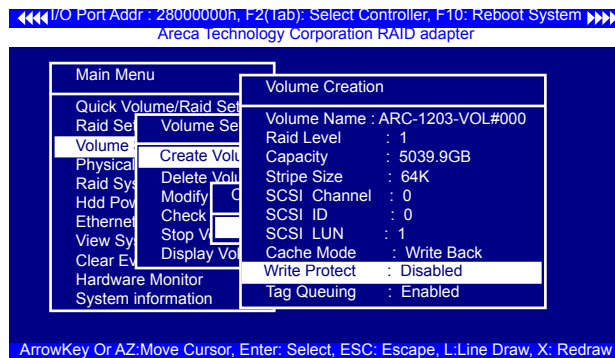 I/O Port Addr : 28000000h, F2(Tab): Select Controller, F10: Reboot System
Areca Technology Corporation RAID adapter
Main Menu
Quick Volume/Raid Set
Raid Set
Volume
Physical
Raid Sys
Hdd Pow
Ethernet
View Sy
Clear Ev
Hardware Monitor
System information
Volume Se
Create Volu
Delete Volu
Modify
Check
Stop V
Display Vol
C
Volume Creation
Volume Name : ARC-1203-VOL#000
Raid Level : 1
Capacity : 5039.9GB
Stripe Size : 64K
SCSI Channel : 0
SCSI ID : 0
SCSI LUN : 1
Cache Mode : Write Back
Write Protect : Disabled
Tag Queuing : Enabled
ArrowKey Or AZ:Move Cursor, Enter: Select, ESC: Escape, L:Line Draw, X: Redraw